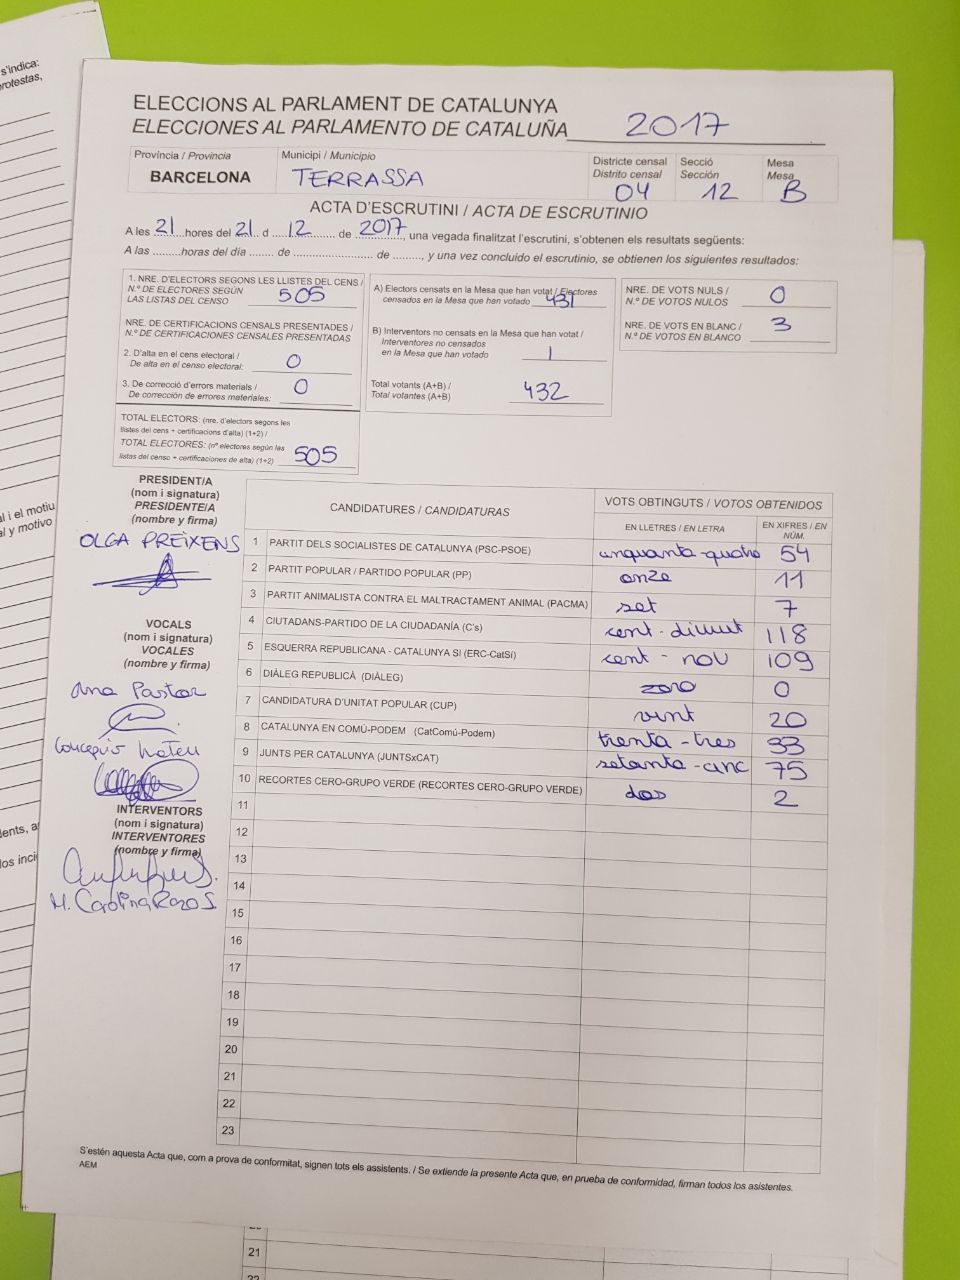 s'indica:
protestas,
ELECCIONS AL PARLAMENT DE CATALUNYA
ELECCIONES AL PARLAMENTO DE CATALUÑA 2017
Província / Provincia
BARCELONA
Municipi / Municipio
TERRASSA
Districte censal
Distrito censal
04
Secció
Sección
12
Mesa
Mesa
B
ACTA D'ESCRUTINI / ACTA DE ESCRUTINIO
A les 21 hores del 21 d 12 de 2017, una vegada finalitzat l'escrutini, s'obtenen els resultats següents:
A las .........horas del día ........ de ........................ de ........, y una vez concluido el escrutinio, se obtienen los siguientes resultados:
1. NRE. D'ELECTORS SEGONS LES LLISTES DEL CENS /
N.º DE ELECTORES SEGÚN
LAS LISTAS DEL CENSO 505
NRE. DE CERTIFICACIONS CENSALS PRESENTADES /
N.º DE CERTIFICACIONES CENSALES PRESENTADAS
2. D'alta en el cens electoral /
De alta en el censo electoral: 0
3. De correcció d'errors materials /
De corrección de errores materiales: 0
TOTAL ELECTORS: (nre. d'electors segons les
llistes del cens + certificacions d'alta) (1+2) /
TOTAL ELECTORES: (nº electores según las
listas del censo + certificaciones de alta) (1+2) 505
A) Electors censats en la Mesa que han votat / Electores
censados en la Mesa que han votado 431
B) Interventors no censats en la Mesa que han votat /
Interventores no censados
en la Mesa que han votado 1
Total votants (A+B) /
Total votantes (A+B) 432
NRE. DE VOTS NULS /
N.º DE VOTOS NULOS 0
NRE. DE VOTS EN BLANC /
N.º DE VOTOS EN BLANCO 3
PRESIDENT/A
(nom i signatura)
PRESIDENTE/A
(nombre y firma)
OLGA PREIXENS
VOCALS
(nom i signatura)
VOCALES
(nombre y firma)
Ana Pastor
INTERVENTORS
(nom i signatura)
INTERVENTORES
(nombre y firma)
M. Carolina Razo S.
CANDIDATURES / CANDIDATURAS
VOTS OBTINGUTS / VOTOS OBTENIDOS
EN LLETRES / EN LETRA
EN XIFRES / EN NÚM.
1 PARTIT DELS SOCIALISTES DE CATALUNYA (PSC-PSOE) cinquanta-quatre 54
2 PARTIT POPULAR / PARTIDO POPULAR (PP) onze 11
3 PARTIT ANIMALISTA CONTRA EL MALTRACTAMENT ANIMAL (PACMA) set 7
4 CIUTADANS-PARTIDO DE LA CIUDADANÍA (C's) cent-divuit 118
5 ESQUERRA REPUBLICANA - CATALUNYA SI (ERC-CatSí) cent-nou 109
6 DIÀLEG REPUBLICÀ (DIÀLEG) zero 0
7 CANDIDATURA D'UNITAT POPULAR (CUP) vint 20
8 CATALUNYA EN COMÚ-PODEM (CatComú-Podem) trenta-tres 33
9 JUNTS PER CATALUNYA (JUNTSxCAT) setanta-cinc 75
10 RECORTES CERO-GRUPO VERDE (RECORTES CERO-GRUPO VERDE) dos 2
11
12
13
14
15
16
17
18
19
20
21
22
23
S'estén aquesta Acta que, com a prova de conformitat, signen tots els assistents. / Se extiende la presente Acta que, en prueba de conformidad, firman todos los asistentes.
AEM
i el motiu
y motivo
los inci
21
22